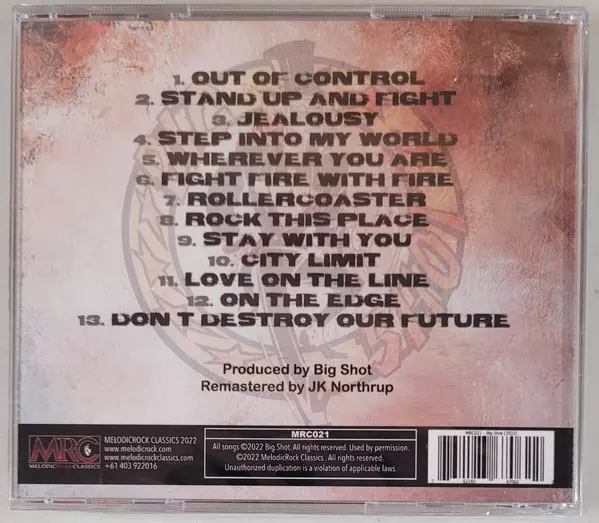 1. OUT OF CONTROL
2. STAND UP AND FIGHT
3. JEALOUSY
4. STEP INTO MY WORLD
5. WHEREVER YOU ARE
6. FIGHT FIRE WITH FIRE
7. ROLLERCOASTER
8. ROCK THIS PLACE
9. STAY WITH YOU
10. CITY LIMIT
11. LOVE ON THE LINE
12. ON THE EDGE
13. DON T DESTROY OUR FUTURE
Produced by Big Shot
Remastered by JK Northrup
MRC
MELODICROCKCLASSICS
MELODICROCK CLASSICS 2022
www.melodicrock.com
www.melodicrockclassics.com
+61 403 922016
MRC021
All songs ©2022 Big Shot. All rights reserved. Used by permission.
©2022 MelodicRock Classics . All rights reserved.
Unauthorized duplication is a violation of applicable laws.
MRC021 - Big Shot (2022)